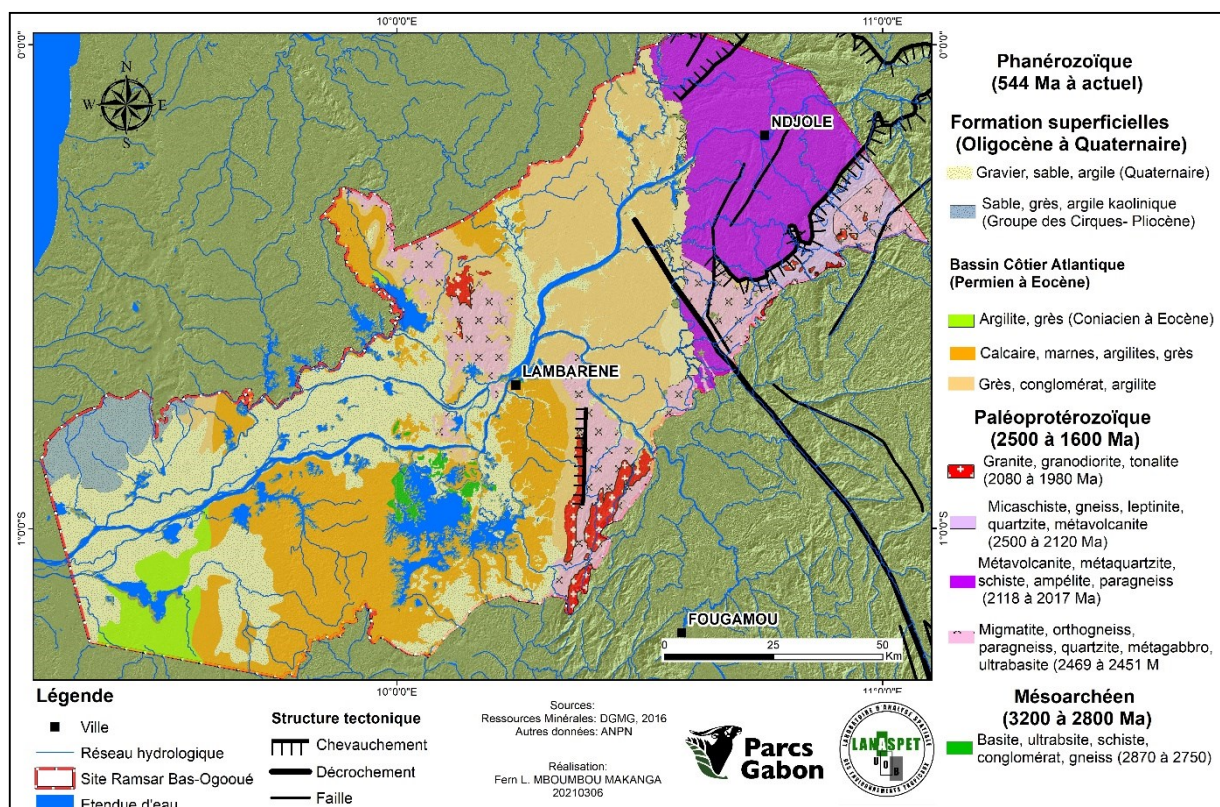 10°0'0"E
11°0'0"E
0°0'0"
0°0'0"
N
W
E
S
NDJOLE
LAMBARENE
1°0'0"S
1°0'0"S
FOUGAMOU
0
25
50
Km
10°0'0"E
11°0'0"E
Phanérozoïque
(544 Ma à actuel)
Formation superficielles
(Oligocène à Quaternaire)
Gravier, sable, argile (Quaternaire)
Sable, grès, argile kaolinique
(Groupe des Cirques- Pliocène)
Bassin Côtier Atlantique
(Permien à Eocène)
Argilite, grès (Coniacien à Eocène)
Calcaire, marnes, argilites, grès
Grès, conglomérat, argilite
Paléoprotérozoïque
(2500 à 1600 Ma)
Granite, granodiorite, tonalite
(2080 à 1980 Ma)
Micaschiste, gneiss, leptinite,
quartzite, métavolcanite
(2500 à 2120 Ma)
Métavolcanite, métaquartzite,
schiste, ampélite, paragneiss
(2118 à 2017 Ma)
Migmatite, orthogneiss,
paragneiss, quartzite, métagabbro,
ultrabasite (2469 à 2451 M
Mésoarchéen
(3200 à 2800 Ma)
Basite, ultrabsite, schiste,
conglomérat, gneiss (2870 à 2750)
Légende
Ville
Réseau hydrologique
Site Ramsar Bas-Ogooué
Etendue d'eau
Structure tectonique
Chevauchement
Décrochement
Faille
Sources:
Ressources Minérales: DGMG, 2016
Autres données: ANPN
Réalisation:
Fern L. MBOUMBOU MAKANGA
20210306
Parcs
Gabon
LABORATOIRE D'ANALYSE SPATIALE
LANASPET
UOB
DES ENVIRONNEMENTS TROPICAUX